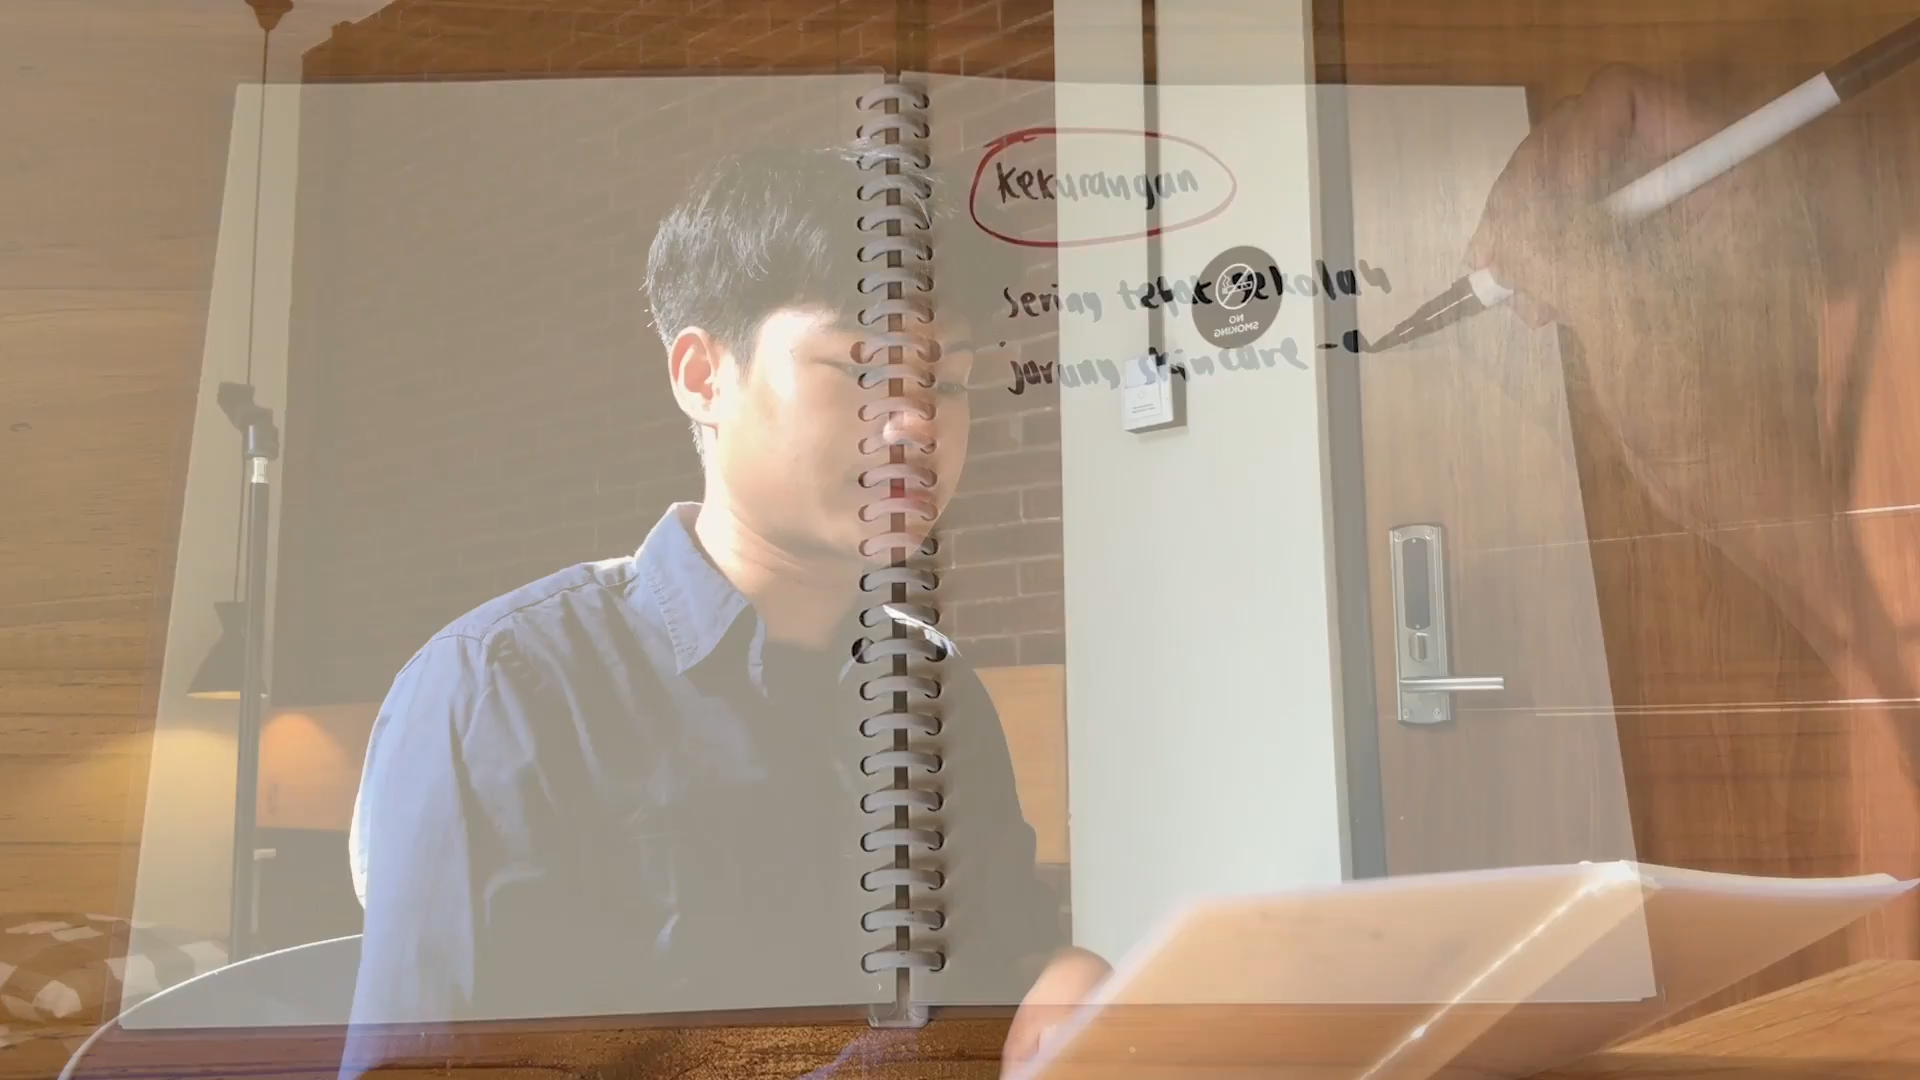 Kekurangan
Sering telat sekolah
jarang skincare -
NO
SMOKING